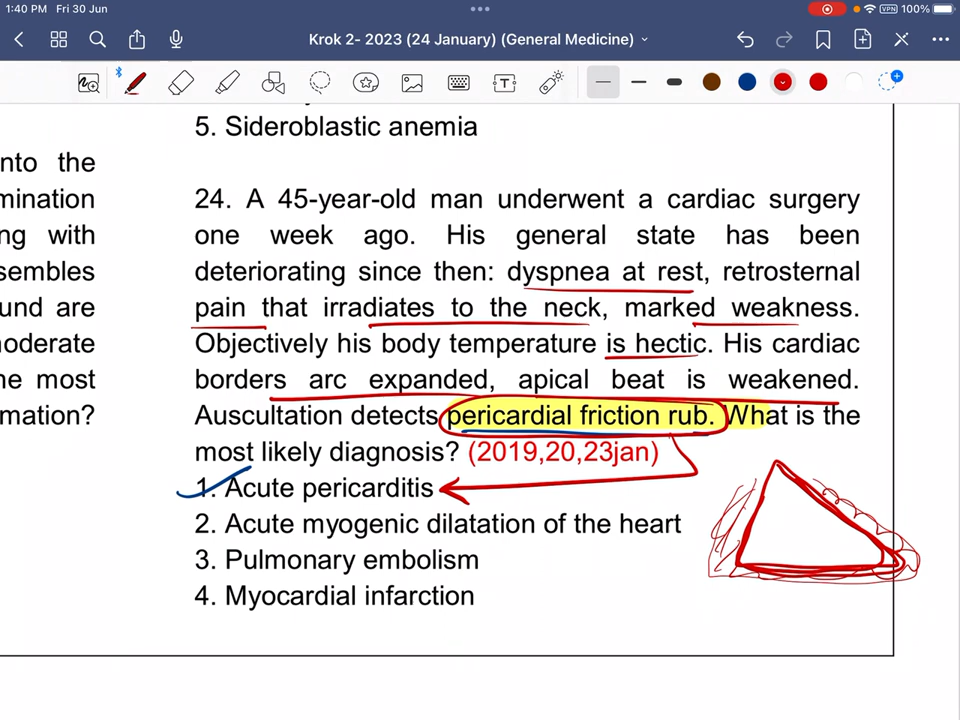 1:40 PM Fri 30 Jun
VPN 100%
Krok 2- 2023 (24 January) (General Medicine)
5. Sideroblastic anemia
nto the
mination
ng with
sembles
und are
noderate
ne most
mation?
24. A 45-year-old man underwent a cardiac surgery
one week ago. His general state has been
deteriorating since then: dyspnea at rest, retrosternal
pain that irradiates to the neck, marked weakness.
Objectively his body temperature is hectic. His cardiac
borders arc expanded, apical beat is weakened.
Auscultation detects pericardial friction rub. What is the
most likely diagnosis? (2019,20,23jan)
1. Acute pericarditis
2. Acute myogenic dilatation of the heart
3. Pulmonary embolism
4. Myocardial infarction